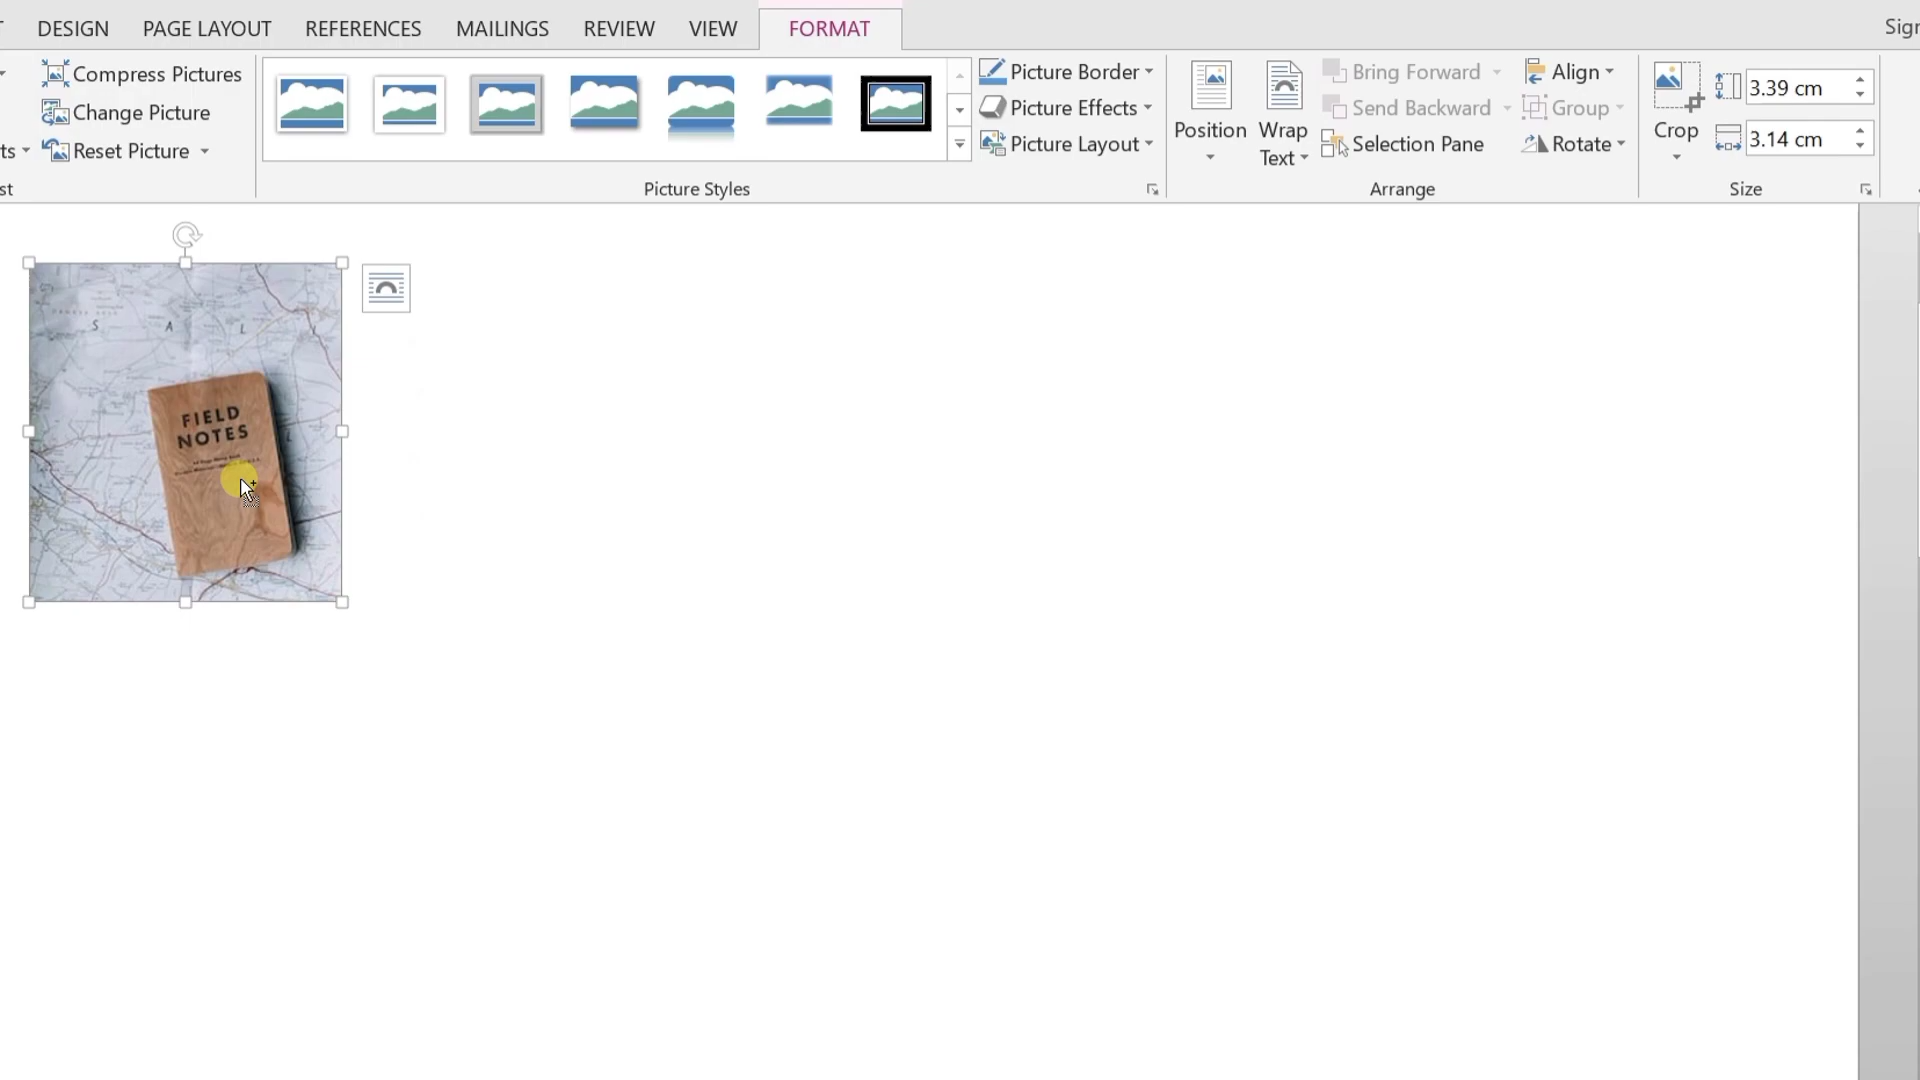 DESIGN PAGE LAYOUT REFERENCES MAILINGS REVIEW VIEW FORMAT
Compress Pictures
Change Picture
Reset Picture
Picture Styles
Picture Border
Picture Effects
Picture Layout
Position
Wrap
Text
Bring Forward
Send Backward
Selection Pane
Align
Group
Rotate
Arrange
Crop
3.39 cm
3.14 cm
Size
S A L
FIELD
NOTES